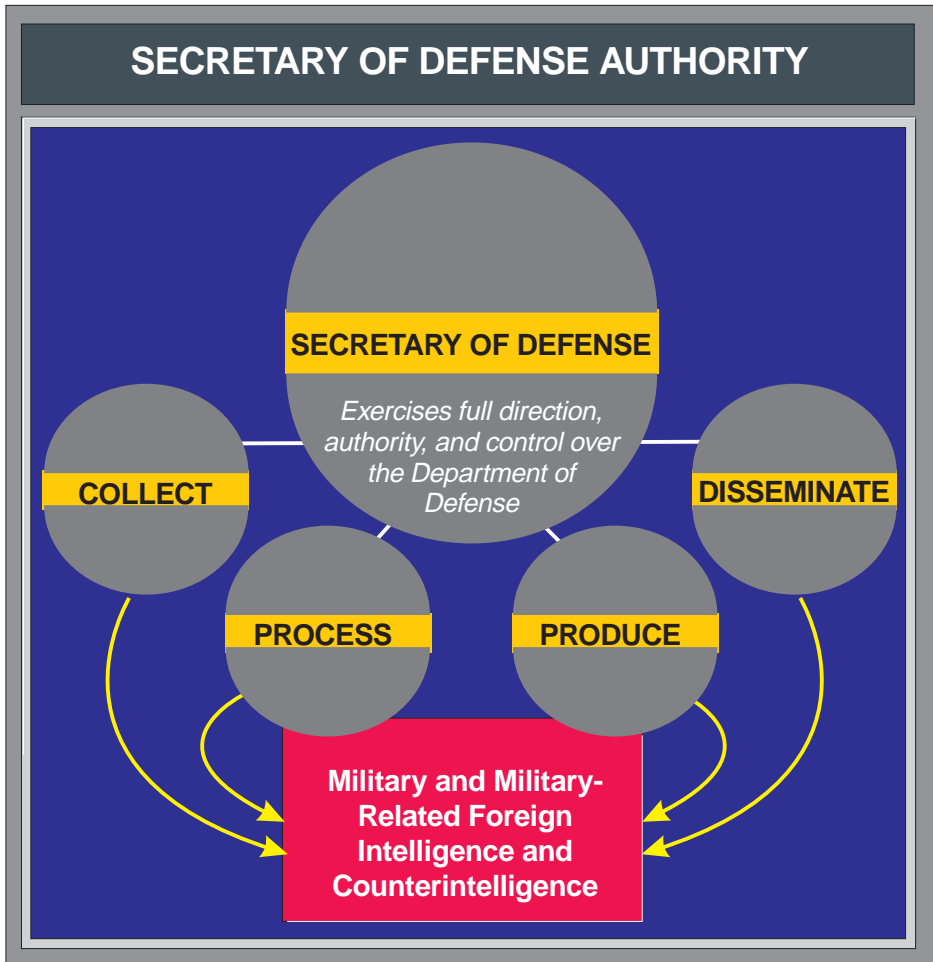 SECRETARY OF DEFENSE AUTHORITY
SECRETARY OF DEFENSE
Exercises full direction,
authority, and control over
the Department of
Defense
COLLECT
DISSEMINATE
PROCESS
PRODUCE
Military and Military-
Related Foreign
Intelligence and
Counterintelligence